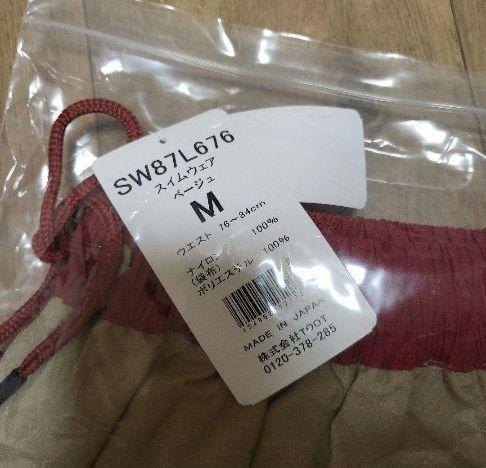 SW87L676
スイムウェア
ベージュ
M
ウエスト 76～84cm
ナイロン 100%
(袋布)
ポリエステル 100%
MADE IN JAPAN
株式会社TOOT
0120-378-285